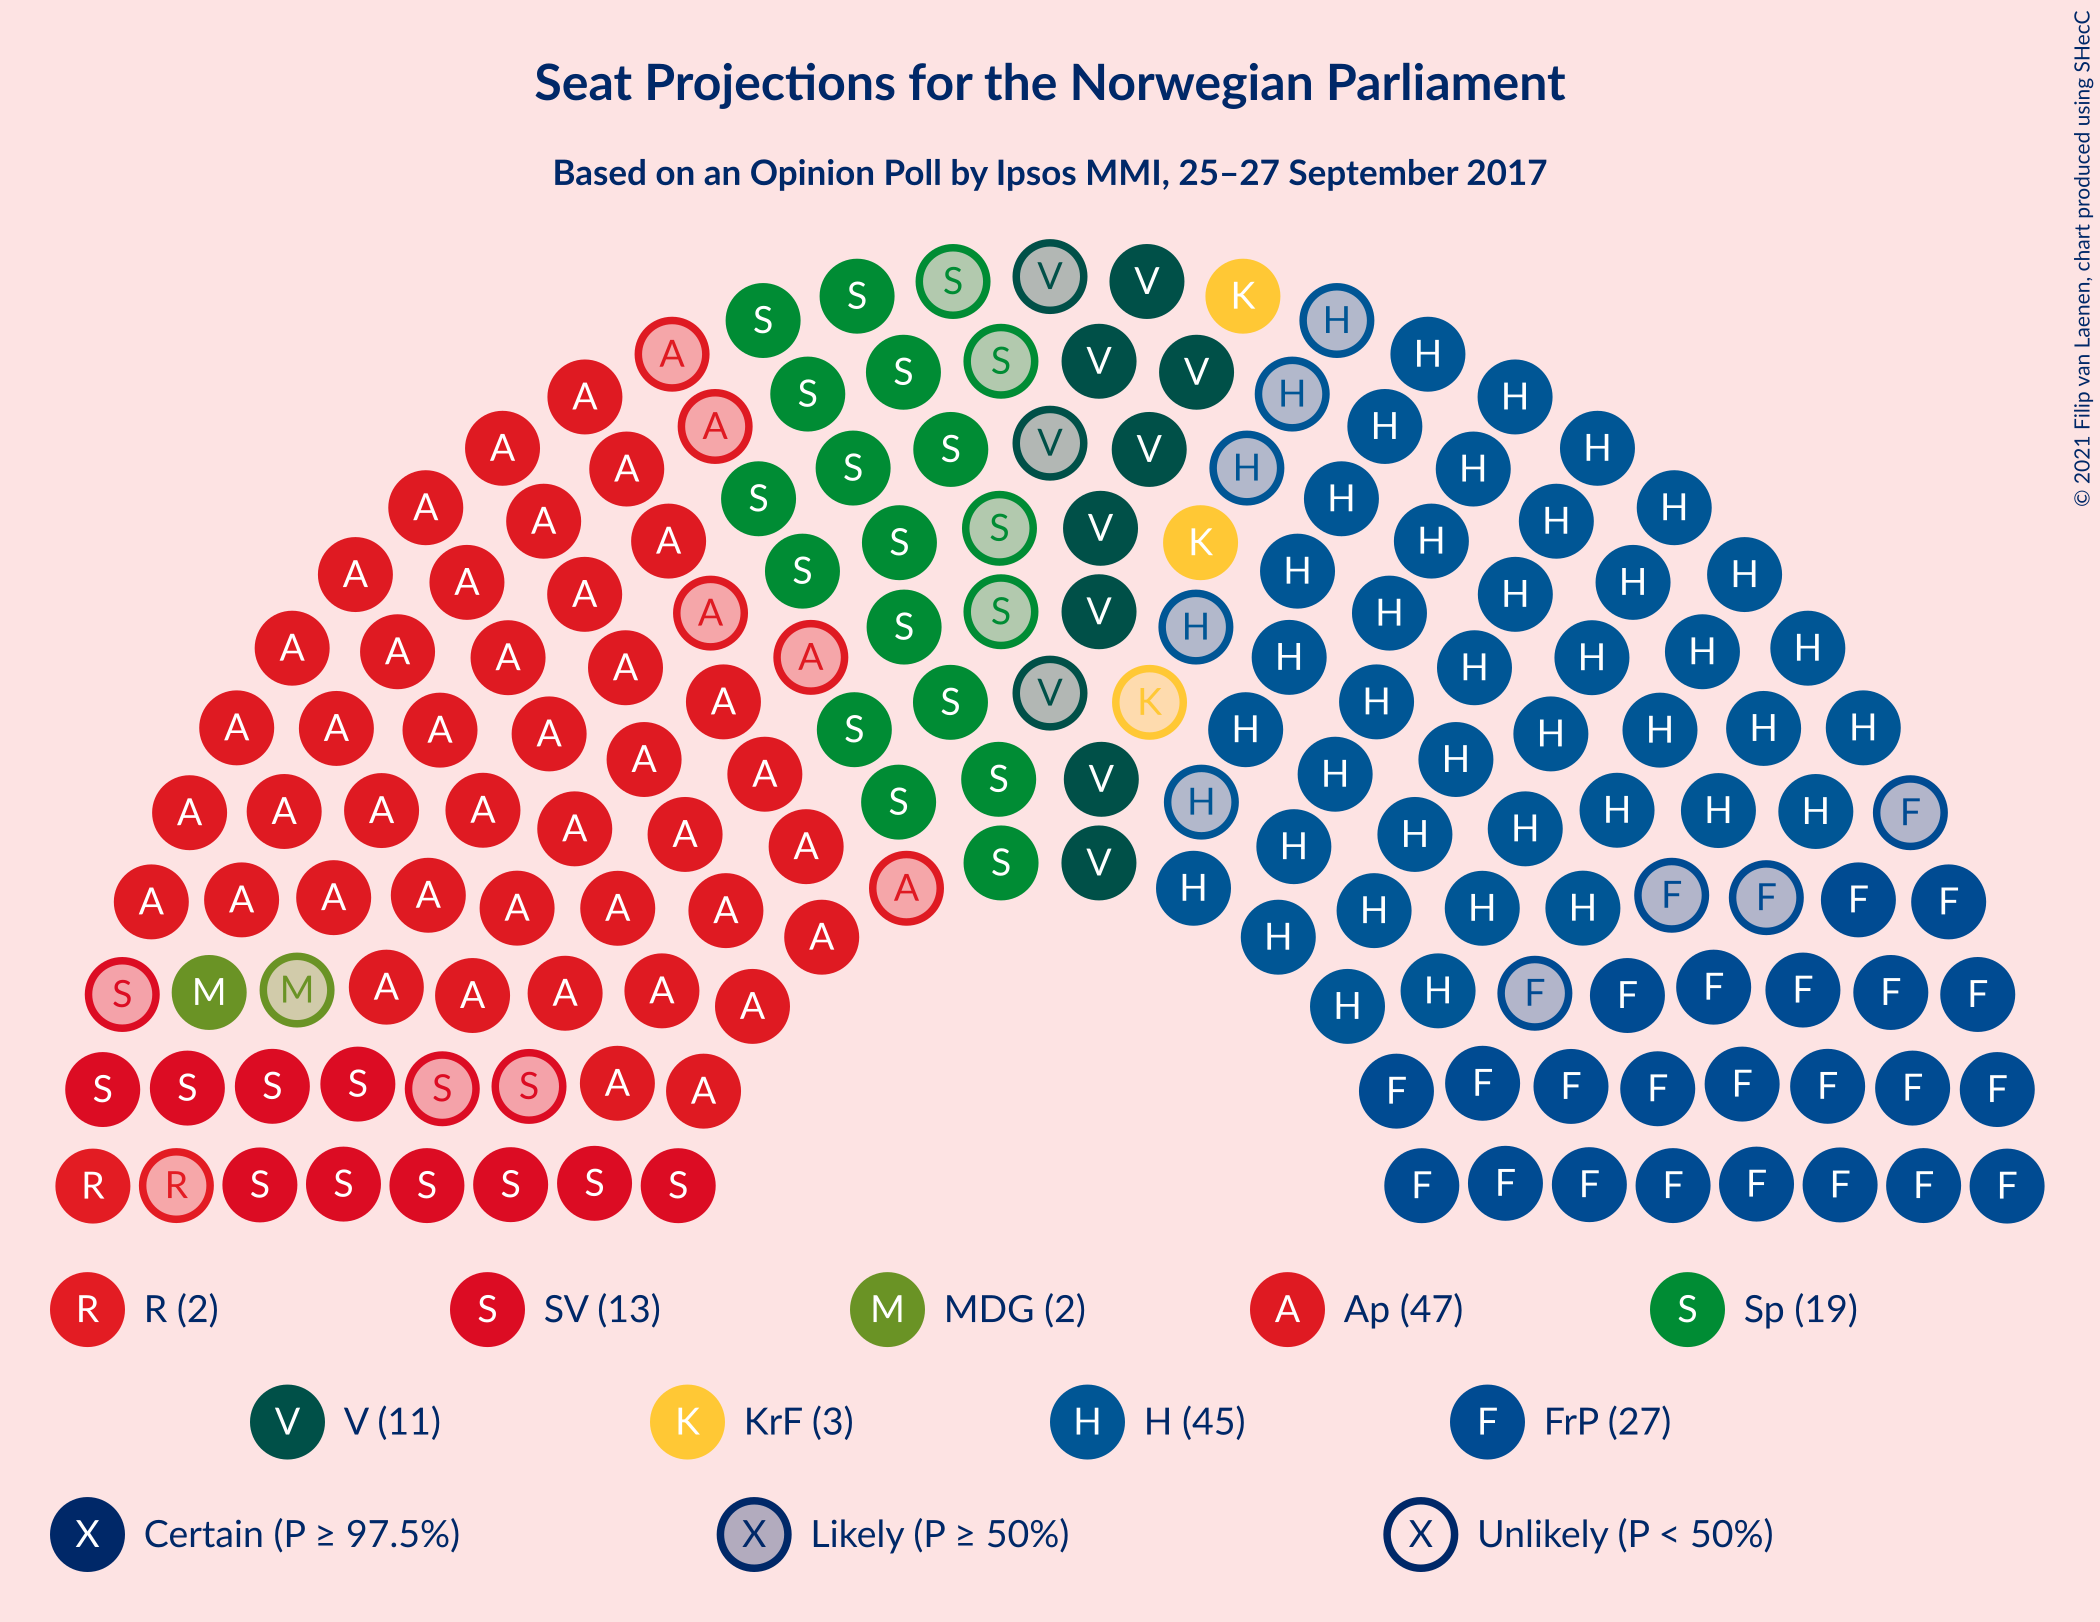 Seat Projections for the Norwegian Parliament
Based on an Opinion Poll by Ipsos MMI, 25–27 September 2017
© 2021 Filip van Laenen, chart produced using SHecC
S S S V V K H
A S S S V V H H H
A A S S S V V H H H H
A A A S S S V K H H H H
A A A A S S V H H H H H
A A A A A S S V K H H H H H
A A A A A A S S V H H H H H H
A A A A A A A S V H H H H H H F
A A A A A A A A H H H H F F F F
S M M A A A A A H H F F F F F F
S S S S S S A A F F F F F F F F
R R S S S S S S F F F F F F F F
R R (2) S SV (13) M MDG (2) A Ap (47) S Sp (19)
V V (11) K KrF (3) H H (45) F FrP (27)
X Certain (P ≥ 97.5%) X Likely (P ≥ 50%) X Unlikely (P < 50%)